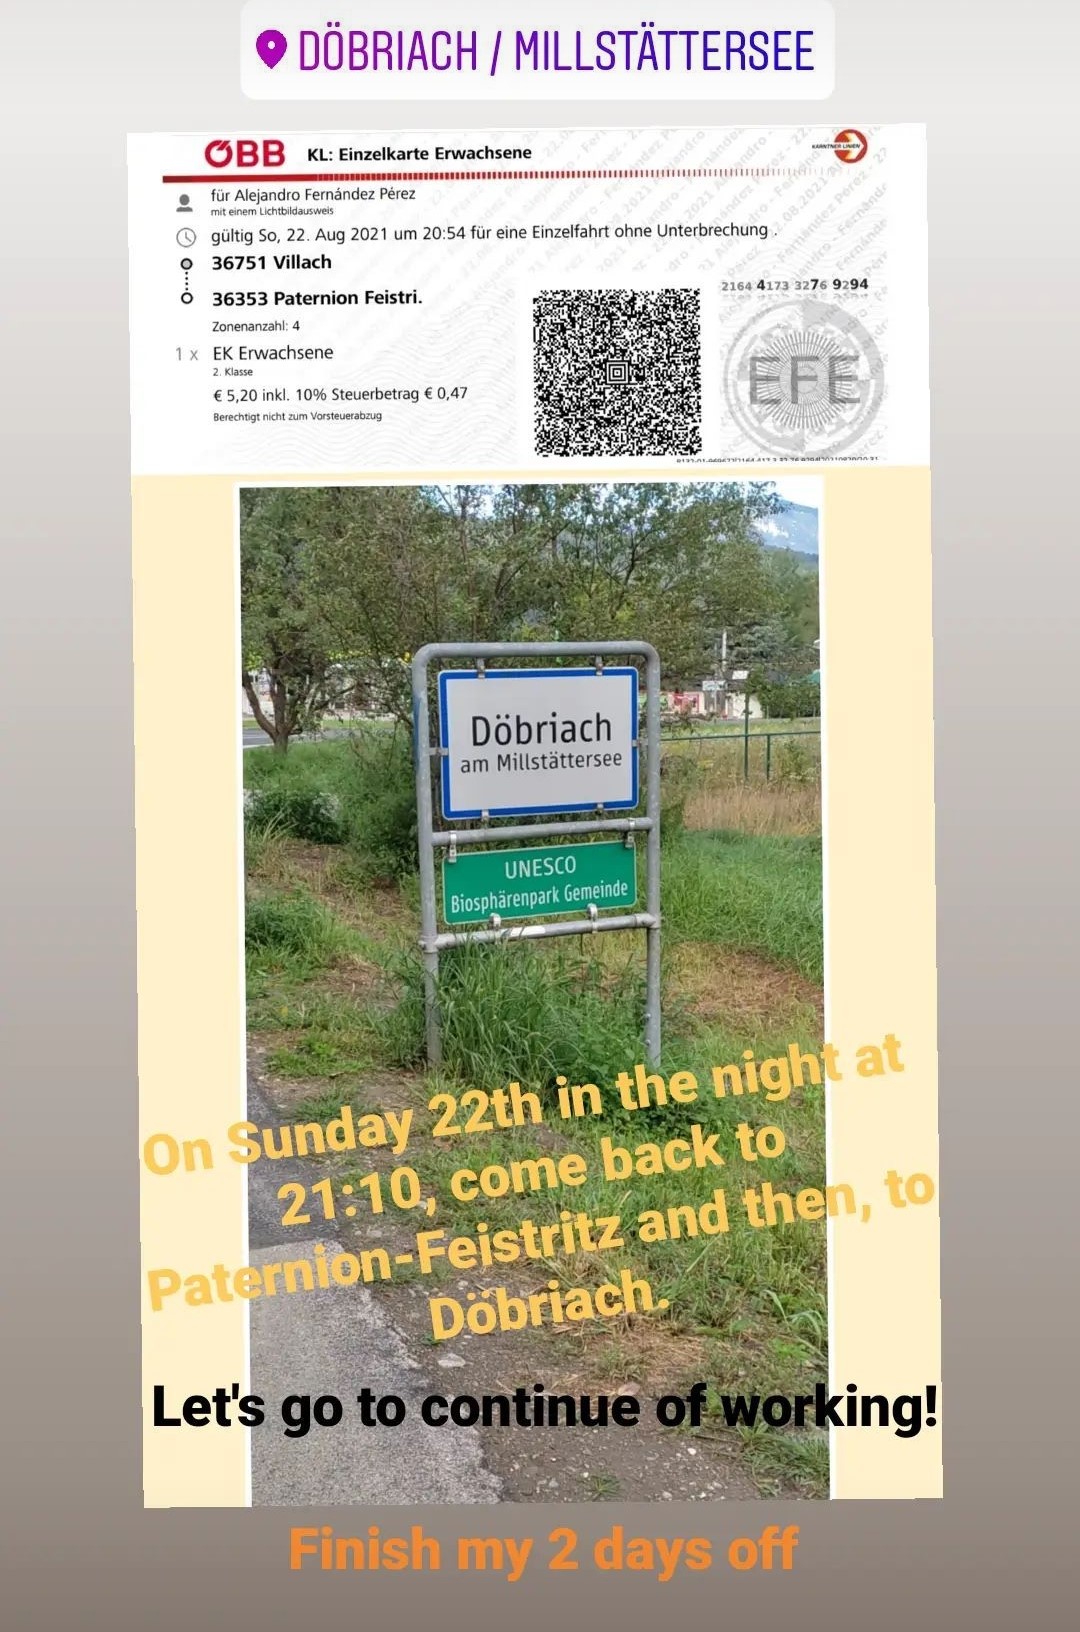 DÖBRIACH / MILLSTÄTTERSEE
ÖBB KL: Einzelkarte Erwachsene
KÄRNTNER LINIEN
für Alejandro Fernández Pérez
mit einem Lichtbildausweis
gültig So, 22. Aug 2021 um 20:54 für eine Einzelfahrt ohne Unterbrechung .
36751 Villach
36353 Paternion Feistri.
2164 4173 3276 9294
Zonenanzahl: 4
1 x EK Erwachsene
2. Klasse
€ 5,20 inkl. 10% Steuerbetrag € 0,47
Berechtigt nicht zum Vorsteuerabzug
EFE
Döbriach
am Millstättersee
UNESCO
Biosphärenpark Gemeinde
On Sunday 22th in the night at
21:10, come back to
Paternion-Feistritz and then, to
Döbriach.
Let's go to continue of working!
Finish my 2 days off